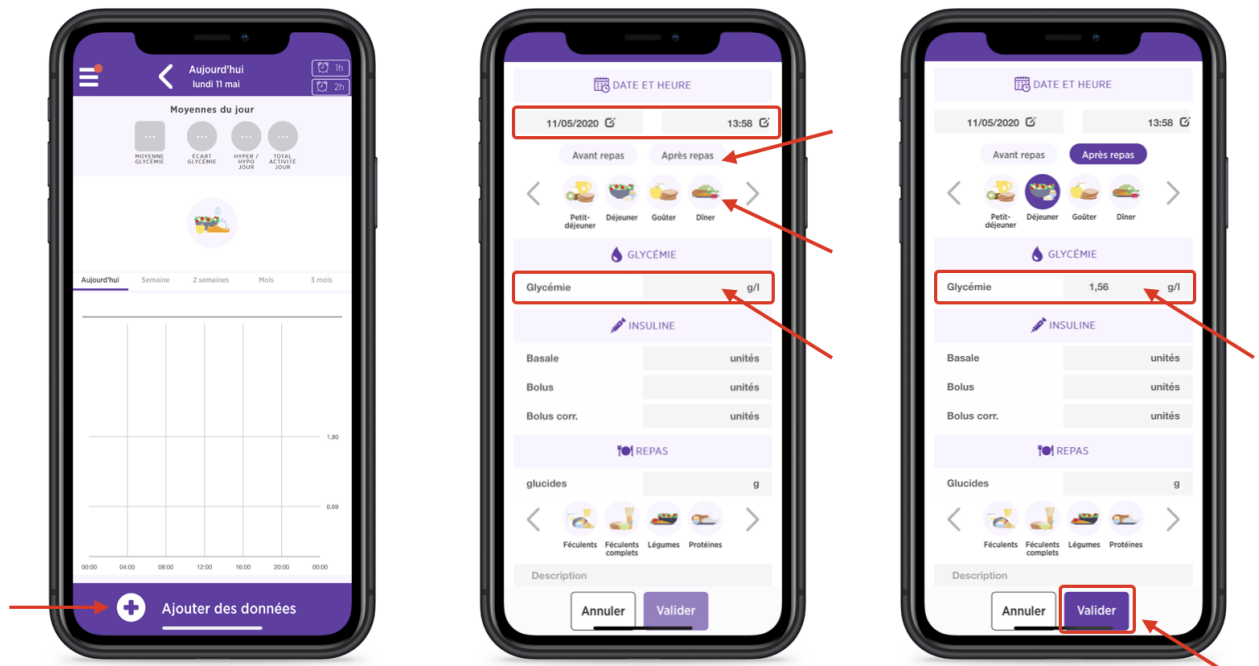 Aujourd'hui
lundi 11 mai
1h
2h
Moyennes du jour
MOYENNE GLYCÉMIE
ÉCART GLYCÉMIE
HYPER / HYPO JOUR
TOTAL ACTIVITÉ JOUR
Aujourd'hui Semaine 2 semaines Mois 3 mois
1,80
0,69
00:00 04:00 08:00 12:00 16:00 20:00 00:00
Ajouter des données
DATE ET HEURE
11/05/2020 13:58
Avant repas Après repas
Petit-déjeuner Déjeuner Goûter Dîner
GLYCÉMIE
Glycémie g/l
INSULINE
Basale unités
Bolus unités
Bolus corr. unités
REPAS
glucides g
Féculents Féculents complets Légumes Protéines
Description
Annuler Valider
DATE ET HEURE
11/05/2020 13:58
Avant repas Après repas
Petit-déjeuner Déjeuner Goûter Dîner
GLYCÉMIE
Glycémie 1,56 g/l
INSULINE
Basale unités
Bolus unités
Bolus corr. unités
REPAS
Glucides g
Féculents Féculents complets Légumes Protéines
Description
Annuler Valider